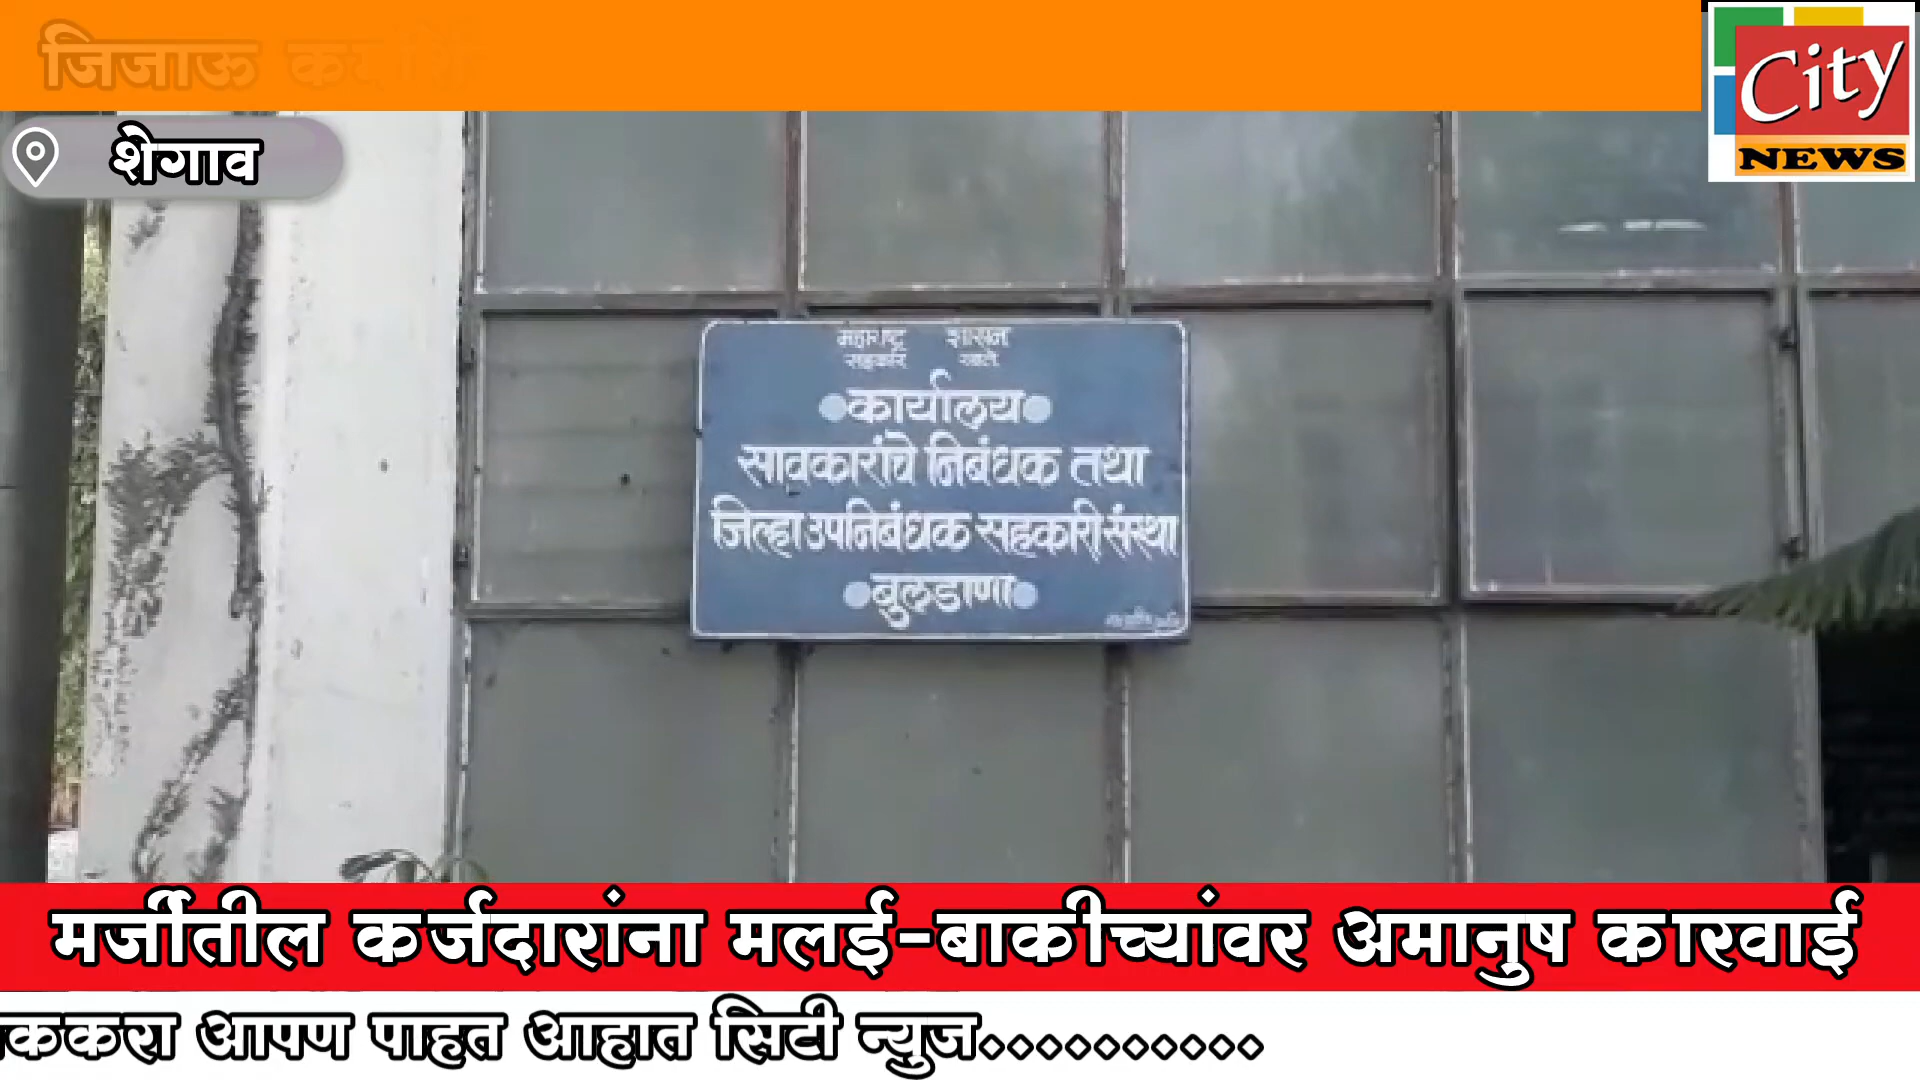 जिजाऊ
City
NEWS
शेगाव
महाराष्ट्र शासन
सहकार खाते
कार्यालय
सावकारांचे निबंधक तथा
जिल्हा उपनिबंधक सहकारी संस्था
बुलडाणा
मर्जीतील कर्जदारांना मलई-बाकीच्यांवर अमानुष कारवाई
आपण पाहत आहात सिटी न्युज..........